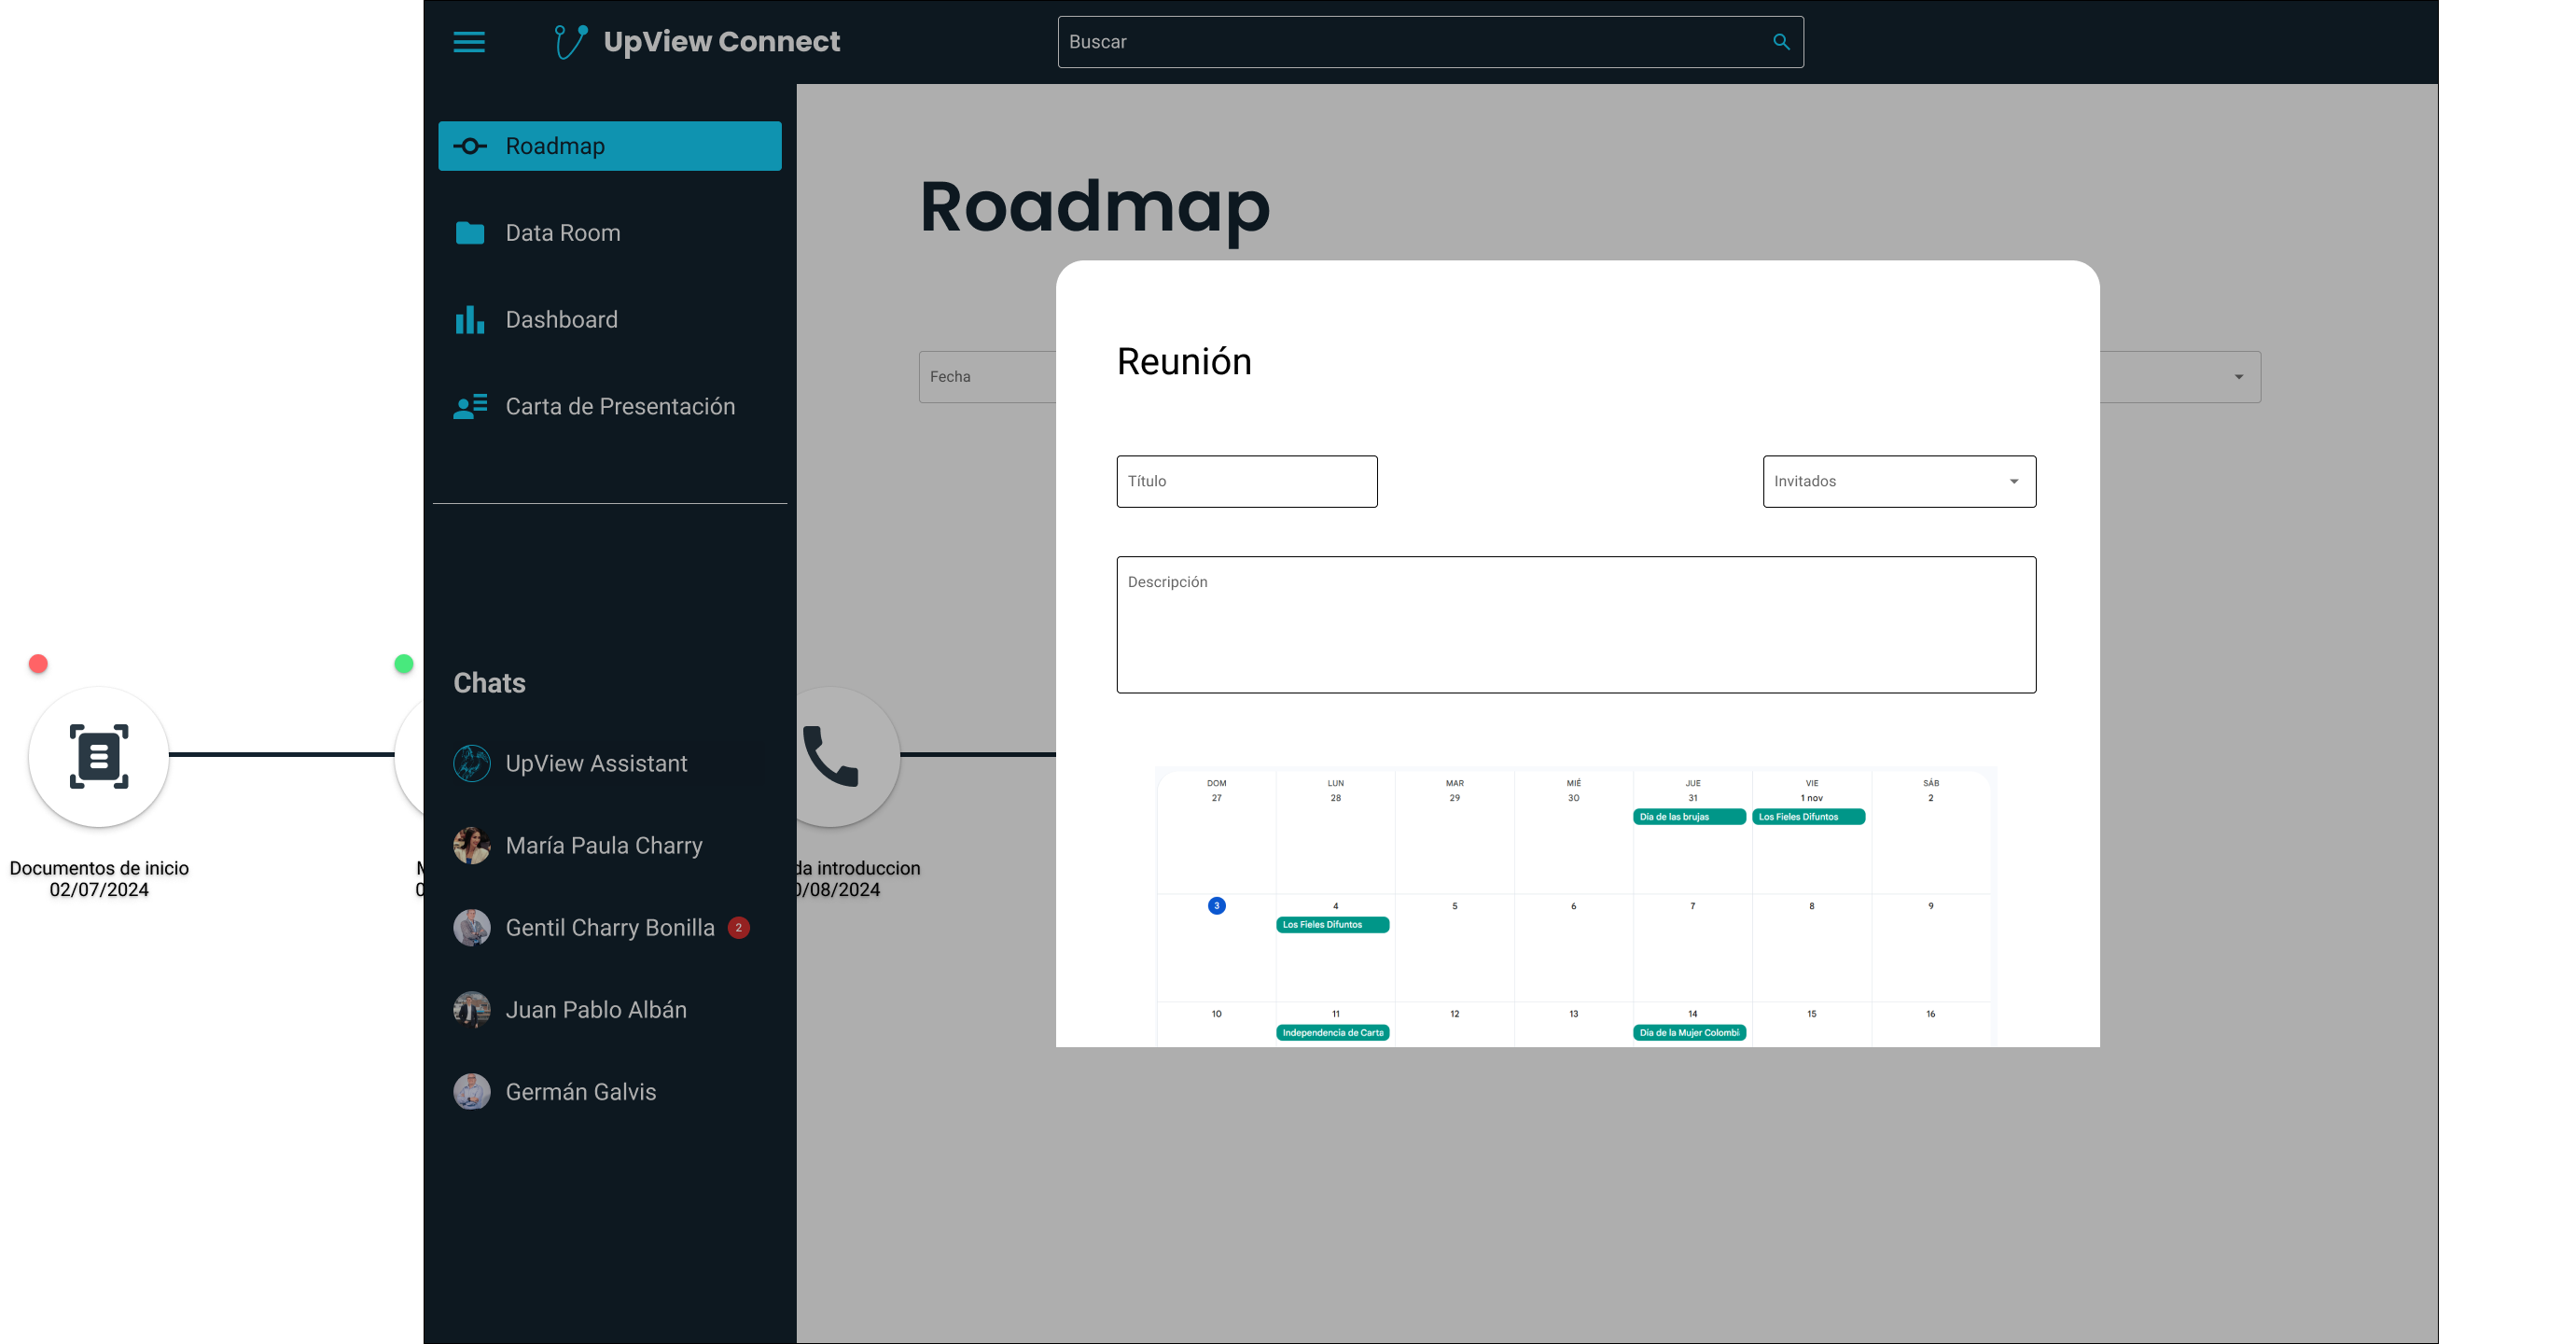 UpView Connect
Buscar
Roadmap
Data Room
Dashboard
Carta de Presentación
Chats
UpView Assistant
María Paula Charry
Gentil Charry Bonilla 2
Juan Pablo Albán
Germán Galvis
Roadmap
Fecha
Documentos de inicio
02/07/2024
introduccion
/08/2024
Reunión
Título
Invitados
Descripción
DOM LUN MAR MIÉ JUE VIE SÁB
27 28 29 30 31 1 nov 2
Día de las brujas Los Fieles Difuntos
3 4 5 6 7 8 9
Los Fieles Difuntos
10 11 12 13 14 15 16
Independencia de Carta Día de la Mujer Colombi